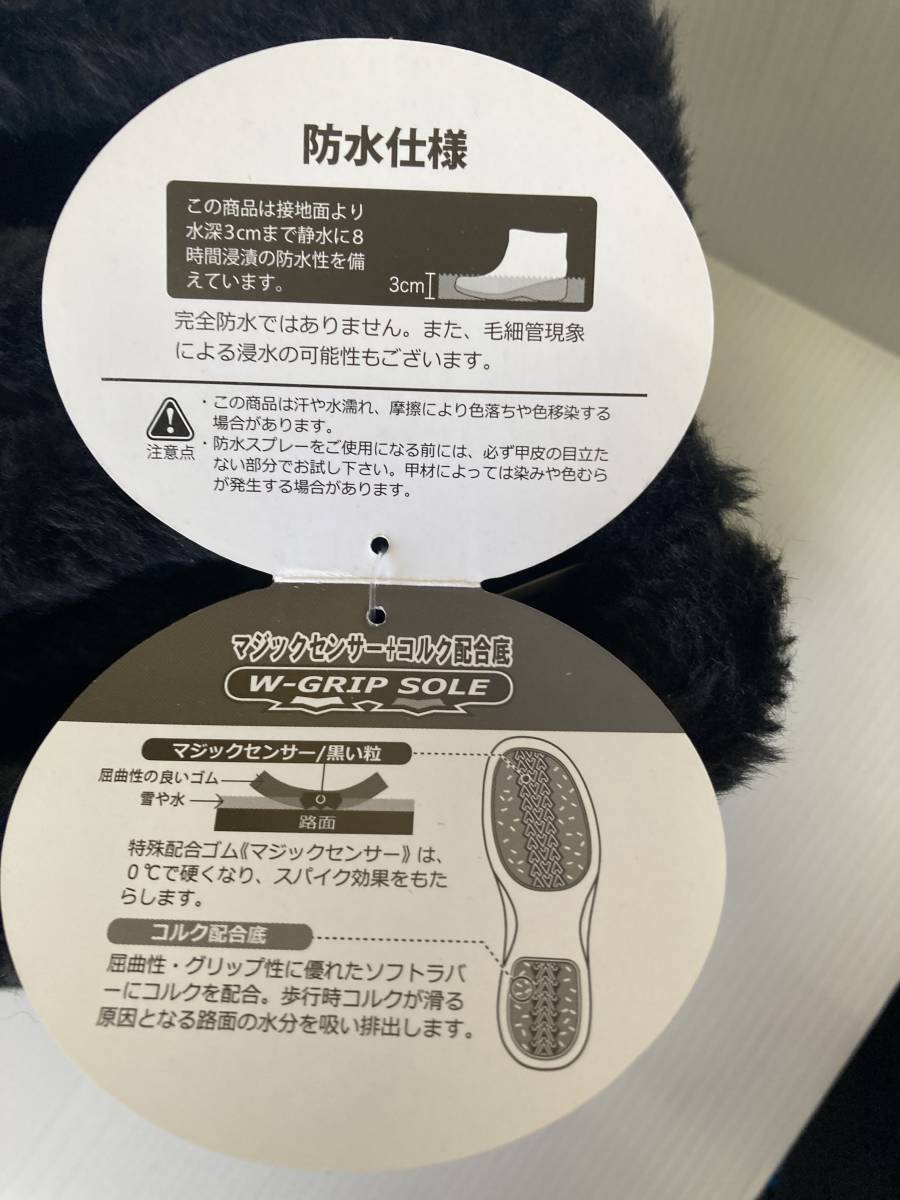 防水仕様
この商品は接地面より
水深3cmまで静水に8
時間浸漬の防水性を備
えています。
3cm
完全防水ではありません。また、毛細管現象
による浸水の可能性もございます。
注意点
・この商品は汗や水濡れ、摩擦により色落ちや色移染する
場合があります。
・防水スプレーをご使用になる前には、必ず甲皮の目立た
ない部分でお試し下さい。甲材によっては染みや色むら
が発生する場合があります。
マジックセンサー+コルク配合底
W-GRIP SOLE
マジックセンサー/黒い粒
屈曲性の良いゴム
雪や水
路面
特殊配合ゴム《マジックセンサー》は、
0℃で硬くなり、スパイク効果をもた
らします。
コルク配合底
屈曲性・グリップ性に優れたソフトラバ
ーにコルクを配合。歩行時コルクが滑る
原因となる路面の水分を吸い排出します。